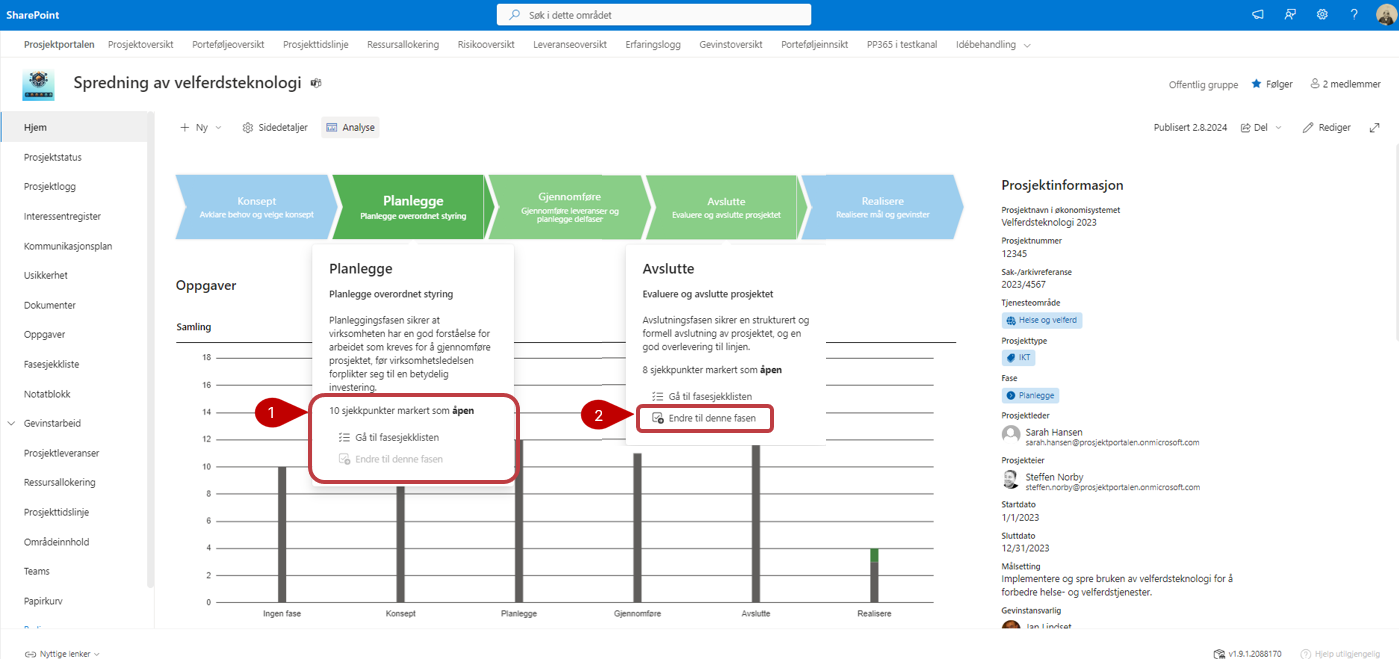 SharePoint
Søk i dette området
Prosjektportalen Prosjektoversikt Porteføljeoversikt Prosjekttidslinje Ressursallokering Risikooversikt Leveranseoversikt Erfaringslogg Gevinstoversikt Porteføljeinnsikt PP365 i testkanal Idébehandling
Spredning av velferdsteknologi
Offentlig gruppe Følger 2 medlemmer
Hjem
Prosjektstatus
Prosjektlogg
Interessentregister
Kommunikasjonsplan
Usikkerhet
Dokumenter
Oppgaver
Fasesjekkliste
Notatblokk
Gevinstarbeid
Prosjektleveranser
Ressursallokering
Prosjekttidslinje
Områdeinnhold
Teams
Papirkurv
Ny Sidedetaljer Analyse
Publisert 2.8.2024 Del Rediger
Konsept
Avklare behov og velge konsept
Planlegge
Planlegge overordnet styring
Gjennomføre
Gjennomføre leveranser og
planlegge delfaser
Avslutte
Evaluere og avslutte prosjektet
Realisere
Realisere mål og gevinster
Oppgaver
Samling
18
16
14
12
10
8
6
4
2
0
Ingen fase Konsept Planlegge Gjennomføre Avslutte Realisere
Planlegge
Planlegge overordnet styring
Planleggingsfasen sikrer at
virksomheten har en god forståelse for
arbeidet som kreves for å gjennomføre
prosjektet, før virksomhetsledelsen
forplikter seg til en betydelig
investering.
1
10 sjekkpunkter markert som åpen
Gå til fasesjekklisten
Endre til denne fasen
Avslutte
Evaluere og avslutte prosjektet
Avslutningsfasen sikrer en strukturert og
formell avslutning av prosjektet, og en
god overlevering til linjen.
8 sjekkpunkter markert som åpen
Gå til fasesjekklisten
2
Endre til denne fasen
Prosjektinformasjon
Prosjektnavn i økonomisystemet
Velferdsteknologi 2023
Prosjektnummer
12345
Sak-/arkivreferanse
2023/4567
Tjenesteområde
Helse og velferd
Prosjekttype
IKT
Fase
Planlegge
Prosjektleder
Sarah Hansen
sarah.hansen@prosjektportalen.onmicrosoft.com
Prosjekteier
Steffen Norby
steffen.norby@prosjektportalen.onmicrosoft.com
Startdato
1/1/2023
Sluttdato
12/31/2023
Målsetting
Implementere og spre bruken av velferdsteknologi for å
forbedre helse- og velferdstjenester.
Gevinstansvarlig
Jan Lindset
Nyttige lenker
v1.9.1.2088170 Hjelp utilgjengelig